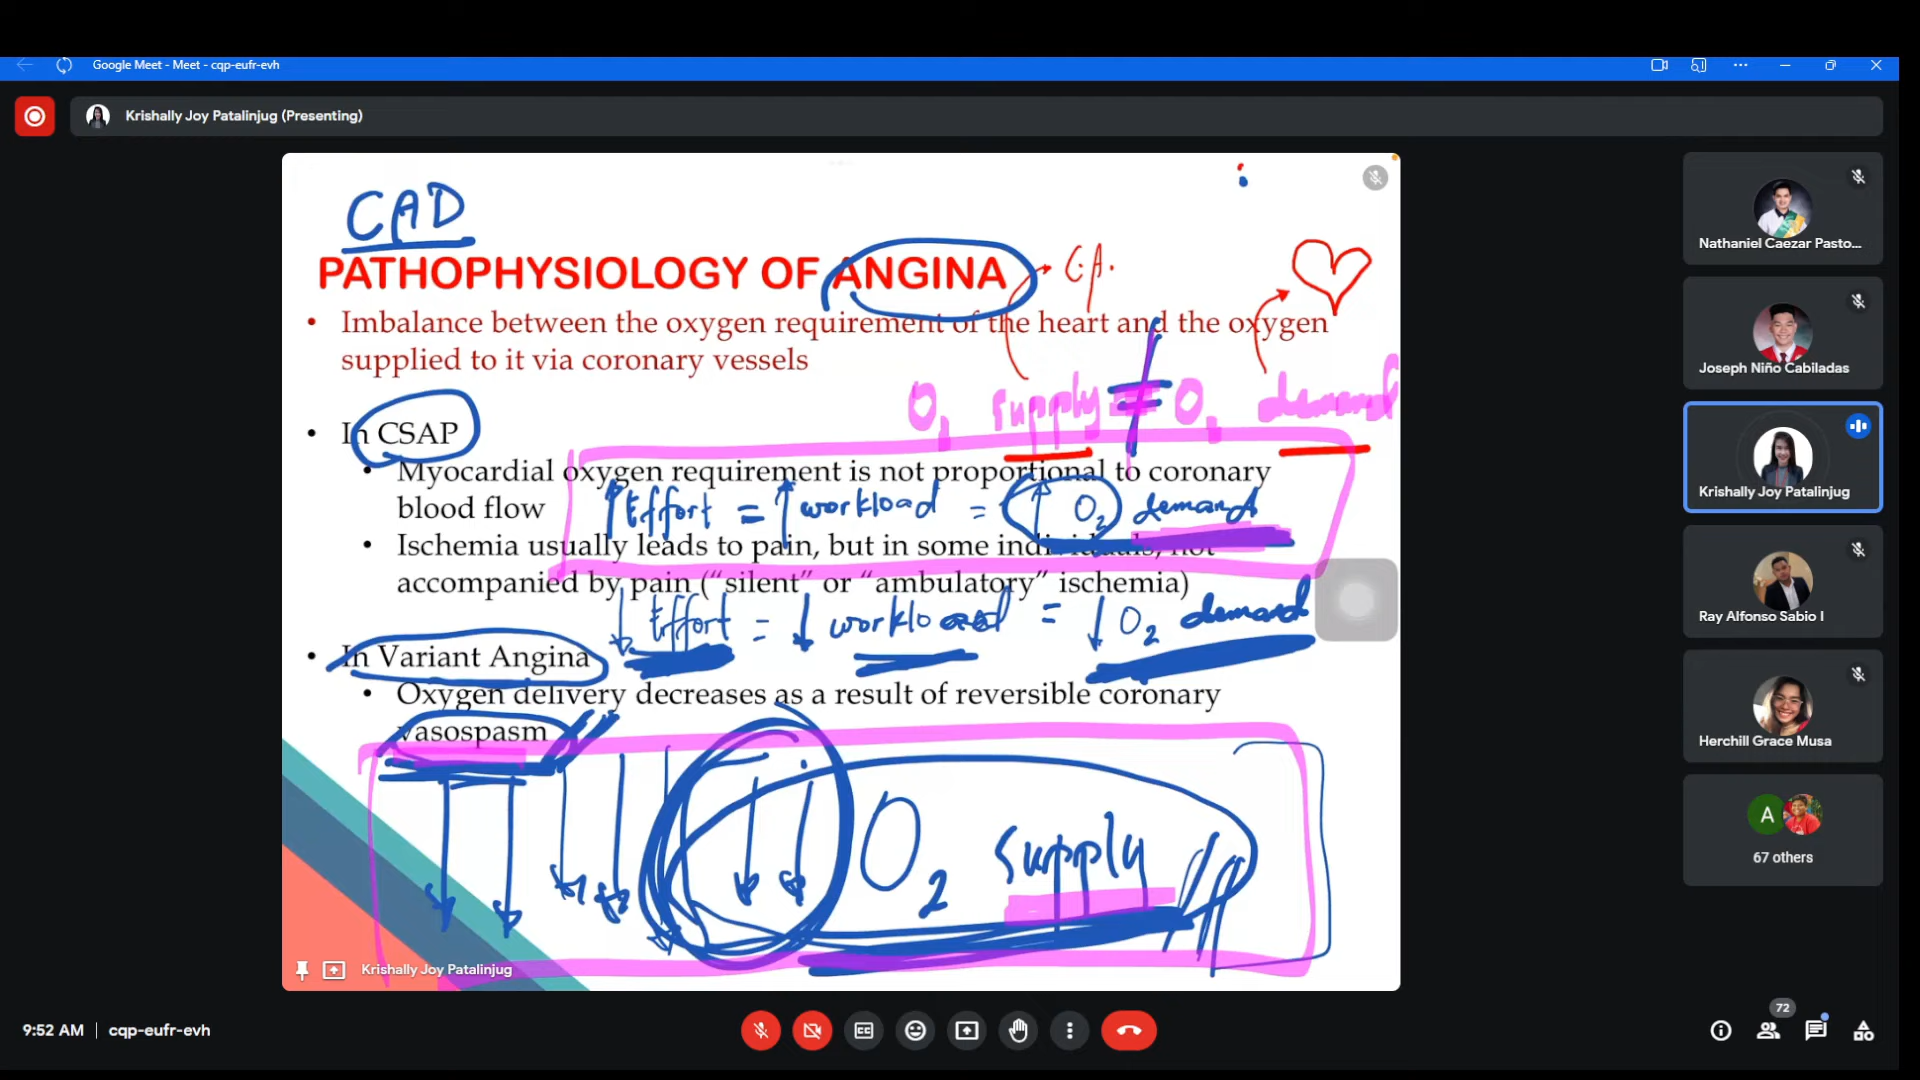 Google Meet - Meet - cqp-eufr-evh
Krishally Joy Patalinjug (Presenting)
CAD
PATHOPHYSIOLOGY OF ANGINA
C.A.
• Imbalance between the oxygen requirement of the heart and the oxygen
supplied to it via coronary vessels
O2 supply ≠ O2 demand
• In CSAP
• Myocardial oxygen requirement is not proportional to coronary
blood flow
↑ Effort = ↑ workload = ↑ O2 demand
• Ischemia usually leads to pain, but in some individuals, not
accompanied by pain (“silent” or “ambulatory” ischemia)
↓ Effort = ↓ workload = ↓ O2 demand
• In Variant Angina
• Oxygen delivery decreases as a result of reversible coronary
vasospasm
O2 supply
Krishally Joy Patalinjug
Nathaniel Caezar Pasto...
Joseph Niño Cabiladas
Krishally Joy Patalinjug
Ray Alfonso Sabio I
Herchill Grace Musa
A
67 others
9:52 AM | cqp-eufr-evh
CC
72